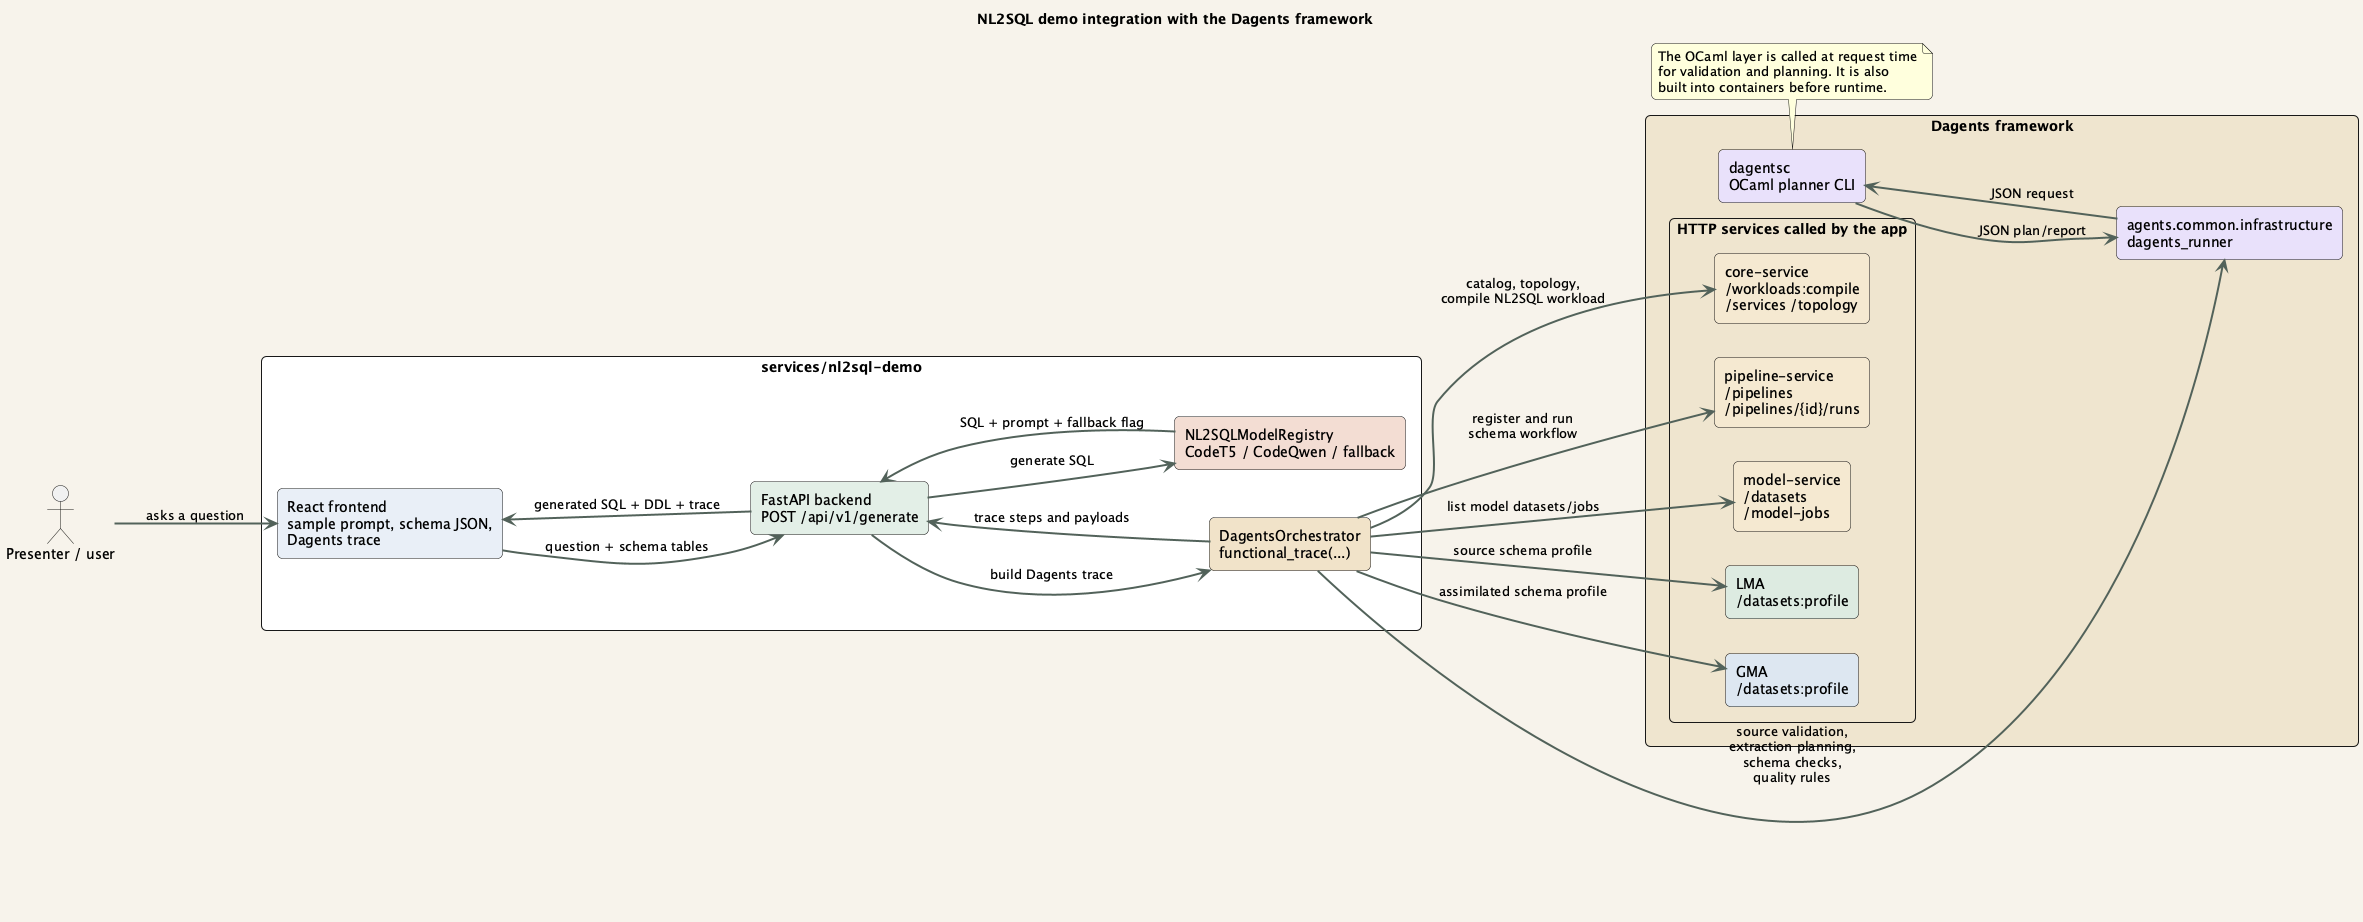 NL2SQL demo integration with the Dagents framework
The OCaml layer is called at request time
for validation and planning. It is also
built into containers before runtime.
Dagents framework
dagentsc
OCaml planner CLI
JSON request
JSON plan/report
agents.common.infrastructure
dagents_runner
HTTP services called by the app
core-service
/workloads:compile
/services /topology
catalog, topology,
compile NL2SQL workload
pipeline-service
/pipelines
/pipelines/{id}/runs
register and run
schema workflow
model-service
/datasets
/model-jobs
list model datasets/jobs
LMA
/datasets:profile
source schema profile
GMA
/datasets:profile
assimilated schema profile
source validation,
extraction planning,
schema checks,
quality rules
services/nl2sql-demo
SQL + prompt + fallback flag
generate SQL
NL2SQLModelRegistry
CodeT5 / CodeQwen / fallback
Presenter / user
asks a question
React frontend
sample prompt, schema JSON,
Dagents trace
generated SQL + DDL + trace
question + schema tables
FastAPI backend
POST /api/v1/generate
trace steps and payloads
build Dagents trace
DagentsOrchestrator
functional_trace(...)